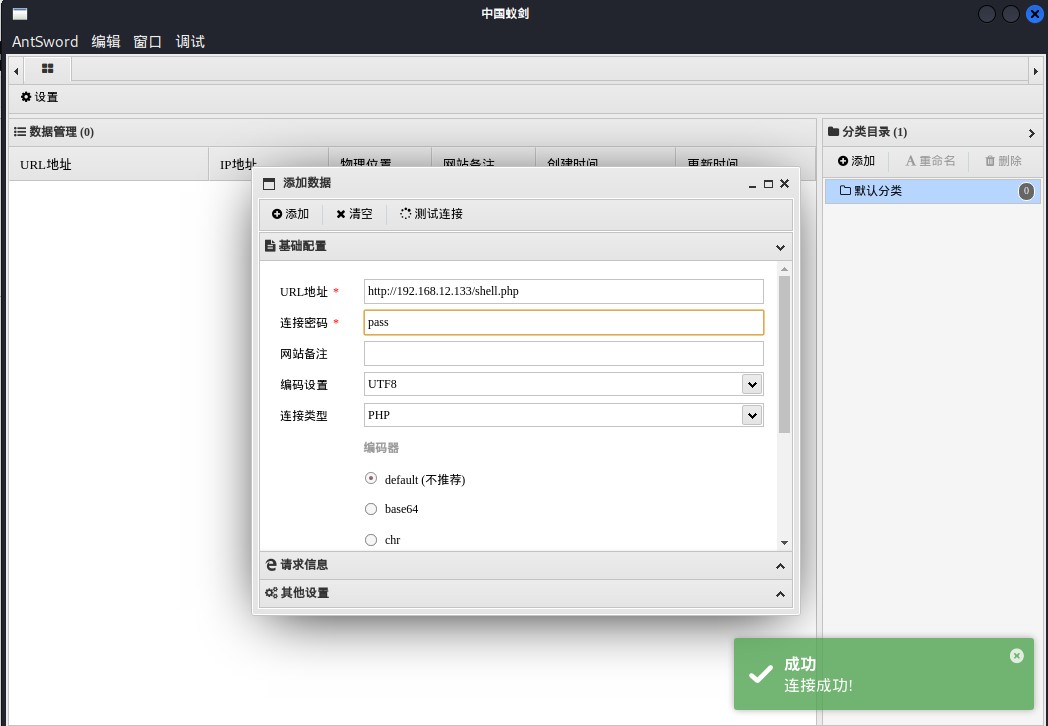 中国蚁剑
AntSword 编辑 窗口 调试
设置
数据管理 (0)
分类目录 (1)
URL地址 IP地址 物理位置 网站备注 创建时间 更新时间
添加 重命名 删除
默认分类 0
添加数据
添加 清空 测试连接
基础配置
URL地址 * http://192.168.12.133/shell.php
连接密码 * pass
网站备注
编码设置 UTF8
连接类型 PHP
编码器
default (不推荐)
base64
chr
请求信息
其他设置
成功
连接成功!